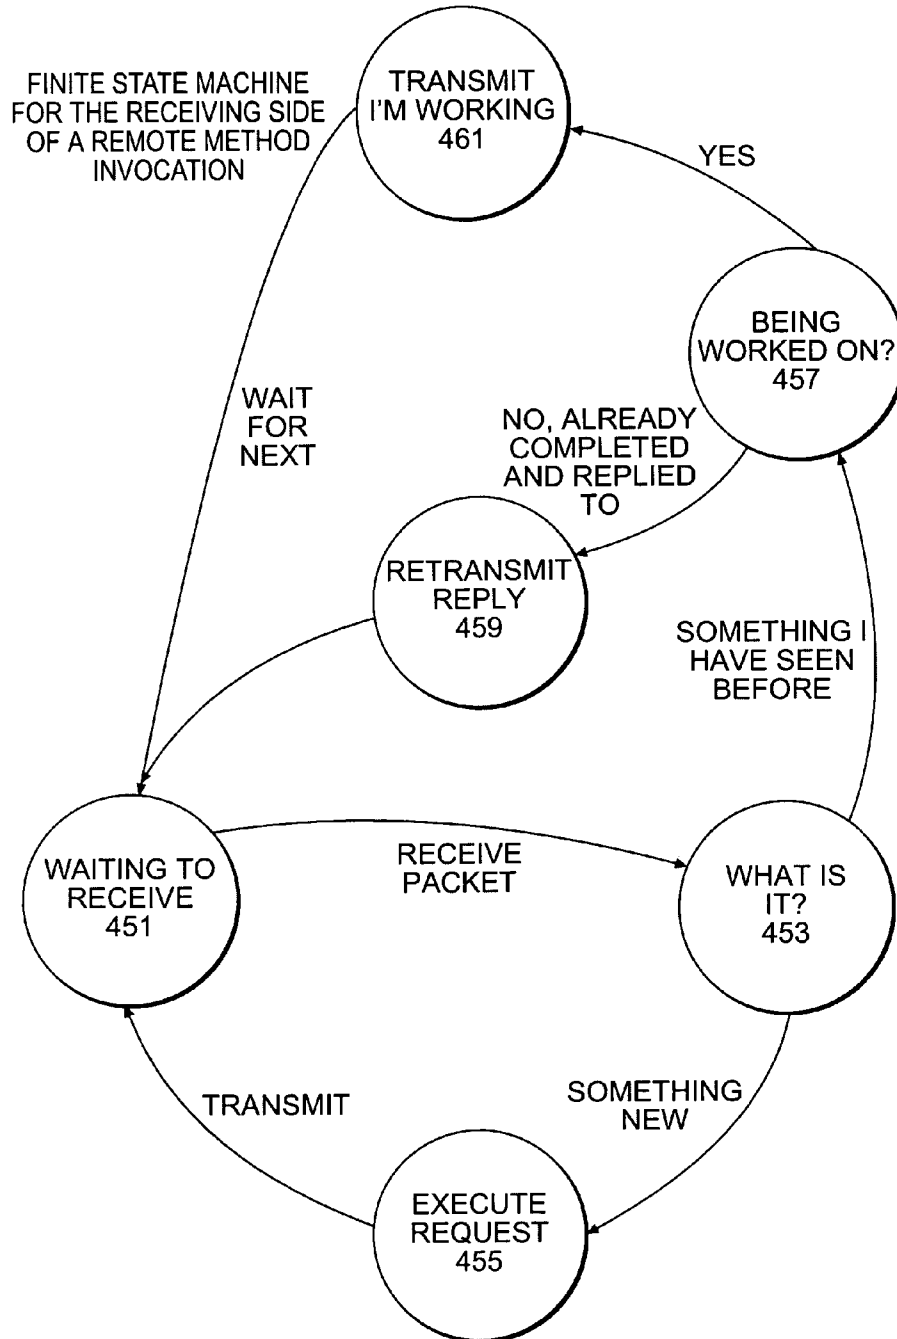 FINITE STATE MACHINE
FOR THE RECEIVING SIDE
OF A REMOTE METHOD
INVOCATION
TRANSMIT
I'M WORKING
461
YES
BEING
WORKED ON?
457
WAIT
FOR
NEXT
NO, ALREADY
COMPLETED
AND REPLIED
TO
RETRANSMIT
REPLY
459
SOMETHING I
HAVE SEEN
BEFORE
WAITING TO
RECEIVE
451
RECEIVE
PACKET
WHAT IS
IT?
453
TRANSMIT
SOMETHING
NEW
EXECUTE
REQUEST
455